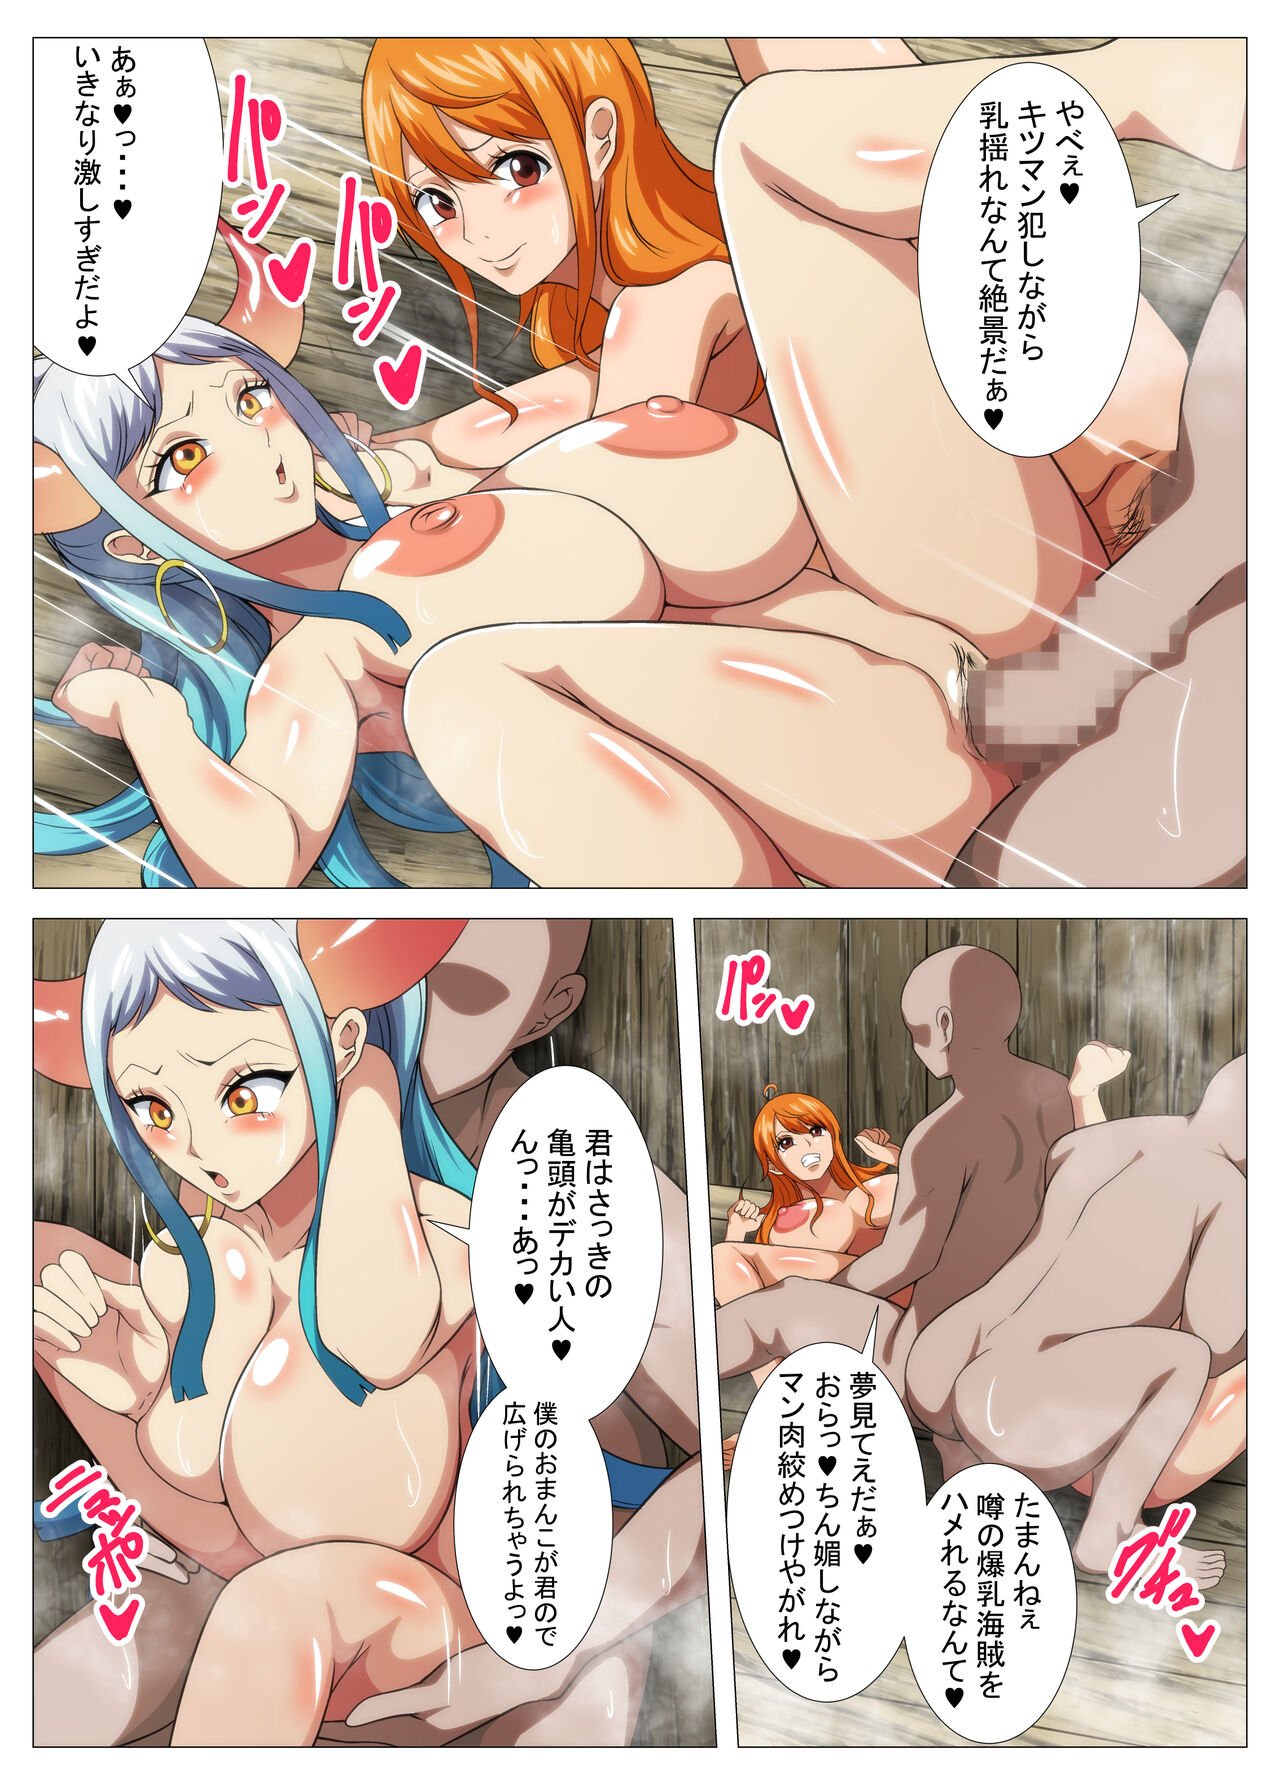 やべぇ♥
キツマン犯しながら
乳揺れなんて絶景だぁ♥
パンッ♥
パンッ♥
あぁ♥っ・・・♥
いきなり激しすぎだよ♥
パンッ♥
たまんねぇ
噂の爆乳海賊を
ハメれるなんて♥
夢見てえだぁ♥
おらっ♥ちん媚しながら
マン肉絞めつけやがれ♥
グチュ♥
君はさっきの
亀頭がデカい人♥
んっ・・・あっ♥
僕のおまんこが君ので
広げられちゃうよっ♥
ニュッポ♥